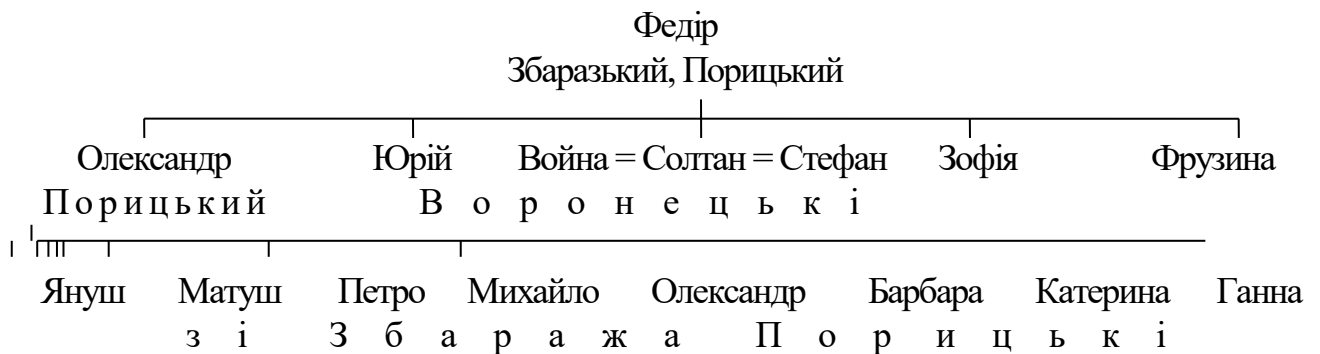 Федір
Збаразький, Порицький
Олександр Юрій Война = Солтан = Стефан Зофія Фрузина
Порицький Воронецькі
Януш Матуш Петро Михайло Олександр Барбара Катерина Ганна
зі Збаража Порицькі